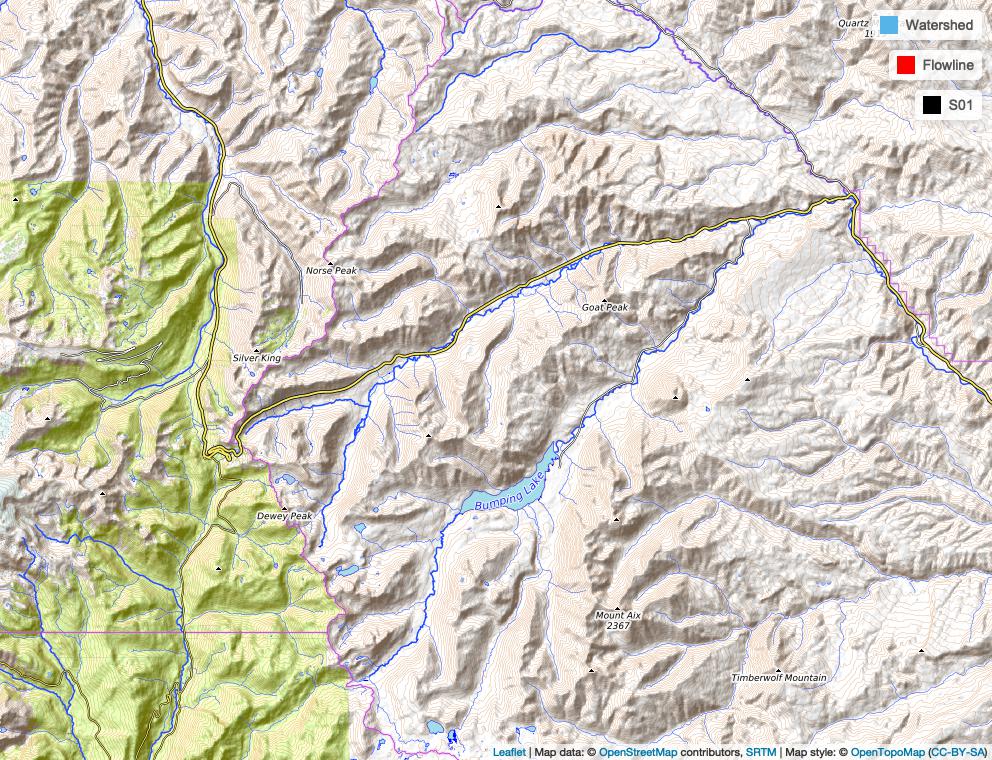 Quartz
Watershed
Flowline
S01
Norse Peak
Goat Peak
Silver King
Bumping Lake
Dewey Peak
Mount Aix
2367
Timberwolf Mountain
Leaflet | Map data: © OpenStreetMap contributors, SRTM | Map style: © OpenTopoMap (CC-BY-SA)